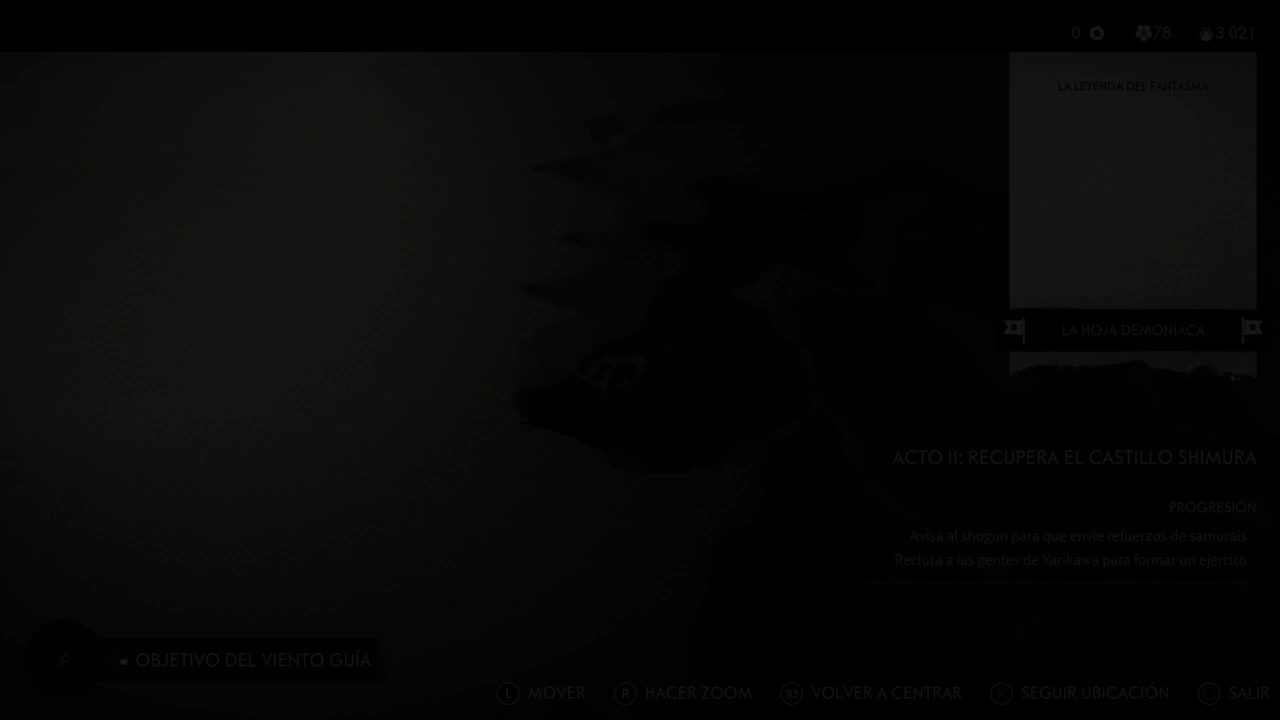 0 78 3 021
LA LEYENDA DEL FANTASMA
LA HOJA DEMONÍACA
ACTO II: RECUPERA EL CASTILLO SHIMURA
PROGRESIÓN
Avisa al shogun para que envíe refuerzos de samuráis
Recluta a las gentes de Yarikawa para formar un ejército
OBJETIVO DEL VIENTO GUÍA
L MOVER R HACER ZOOM R3 VOLVER A CENTRAR SEGUIR UBICACIÓN SALIR